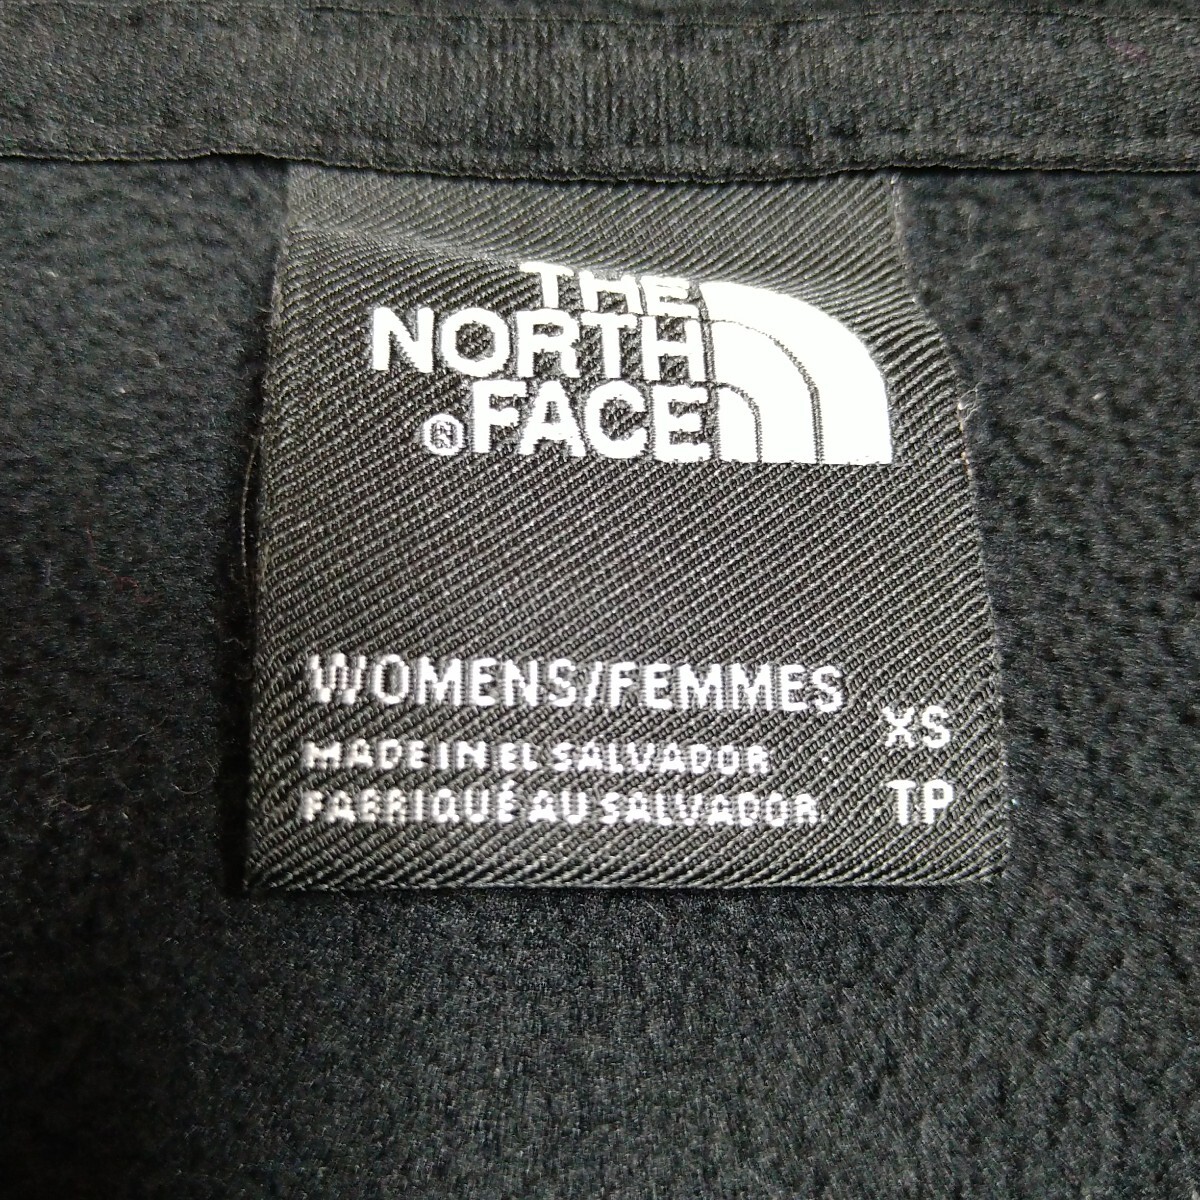 THE
NORTH
®FACE
WOMENS/FEMMES
XS
MADE IN EL SALVADOR
FABRIQUÉ AU SALVADOR
TP